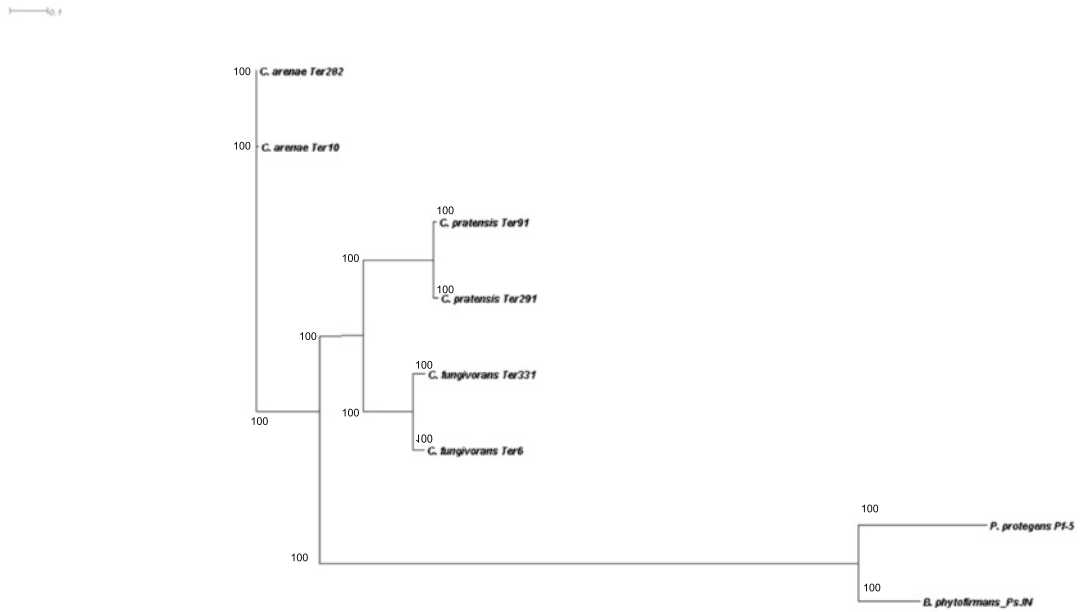 0.1
100 C. arenae Ter282
100 C. arenae Ter10
100
C. pratensis Ter91
100
100
C. pratensis Ter291
100
100
C. fungivorans Ter331
100
100
100
C. fungivorans Ter6
100
P. protegens Pf-5
100
100
B. phytofirmans_PsJN